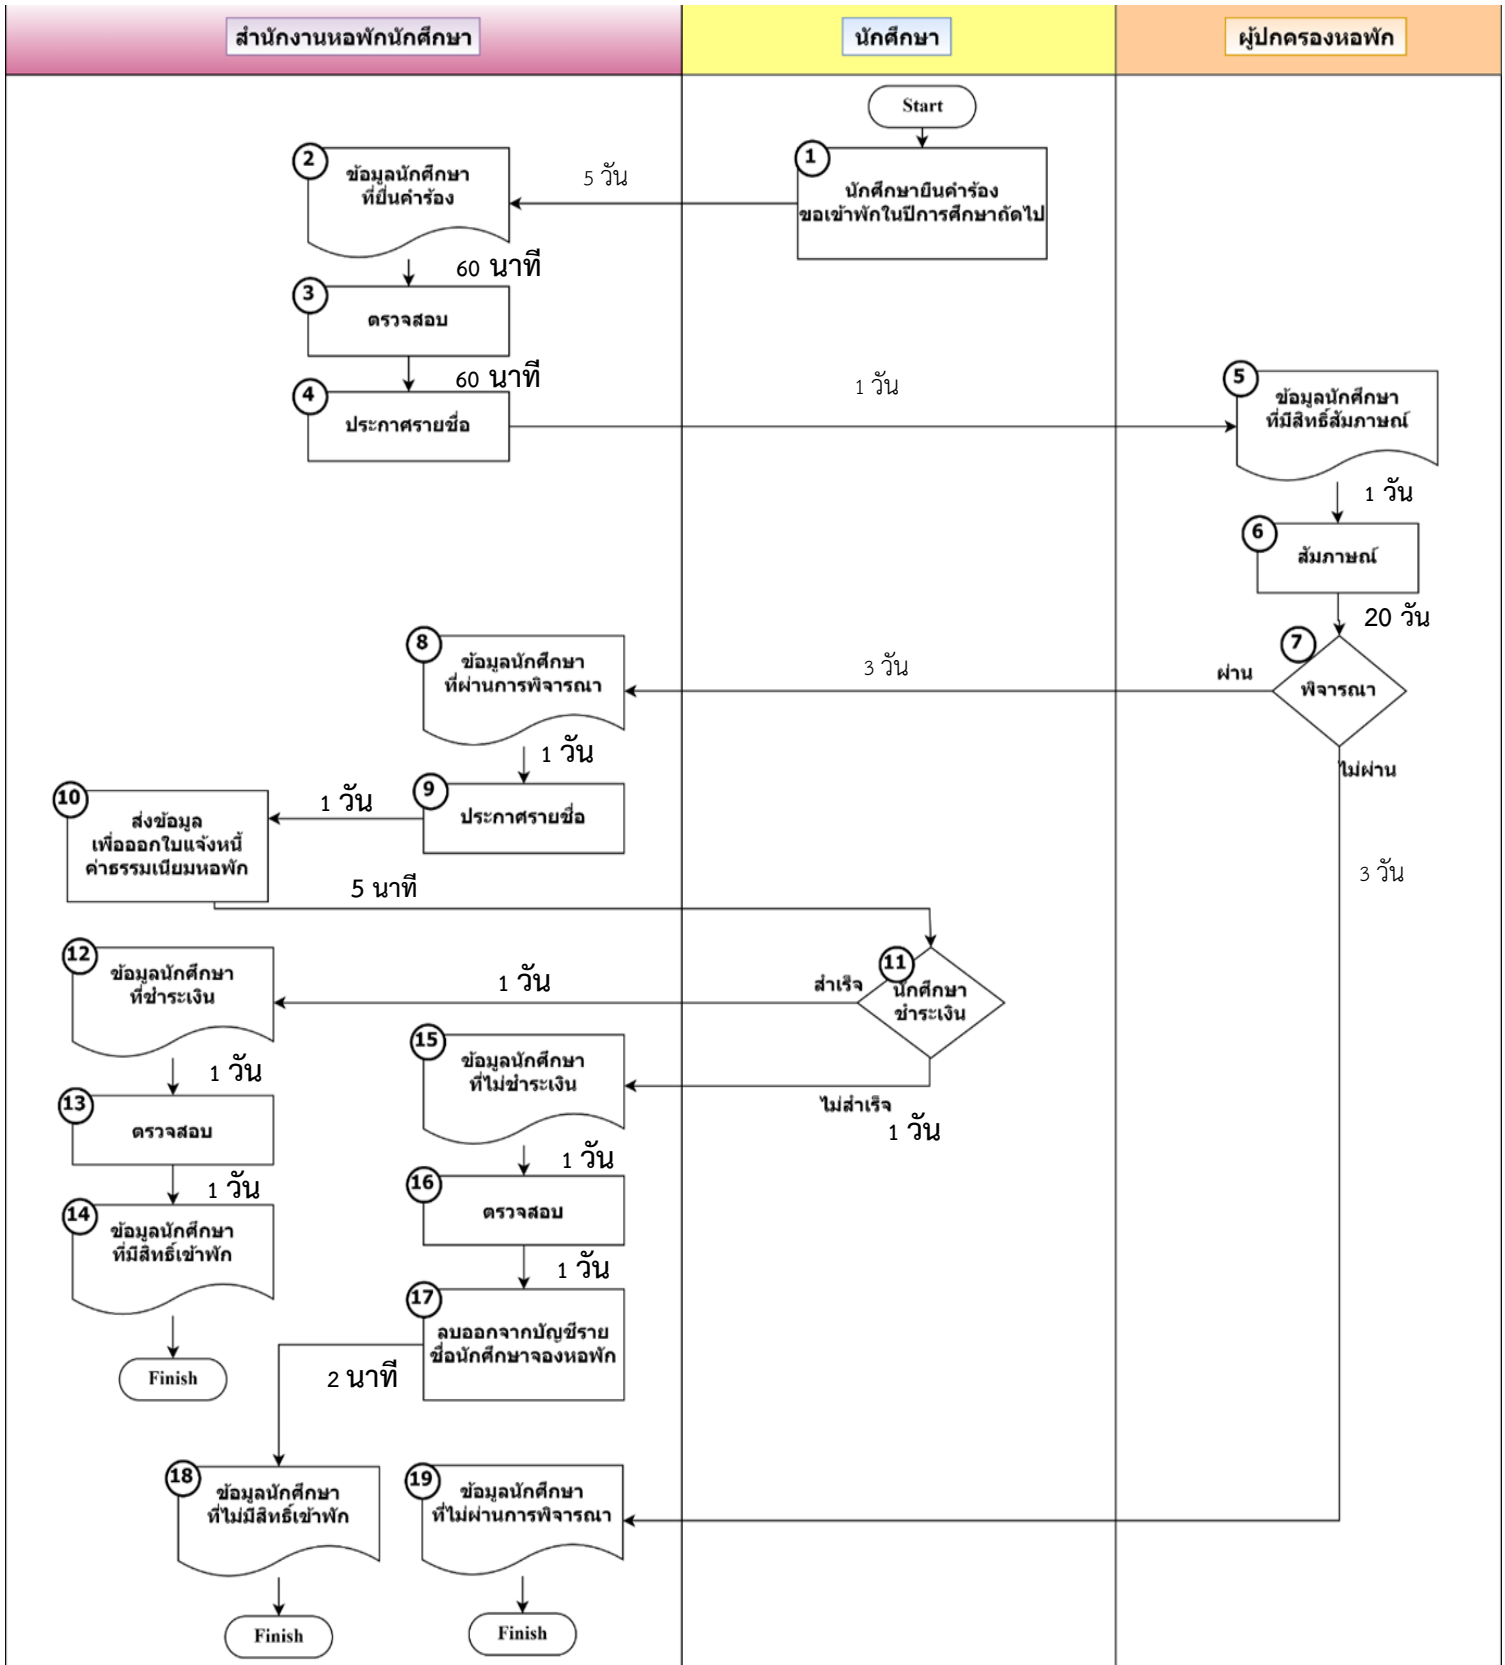 สำนักงานหอพักนักศึกษา
นักศึกษา
ผู้ปกครองหอพัก
Start
1
นักศึกษายื่นคำร้อง
ขอเข้าพักในปีการศึกษาถัดไป
5 วัน
2
ข้อมูลนักศึกษา
ที่ยื่นคำร้อง
60 นาที
3
ตรวจสอบ
60 นาที
4
ประกาศรายชื่อ
1 วัน
5
ข้อมูลนักศึกษา
ที่มีสิทธิ์สัมภาษณ์
1 วัน
6
สัมภาษณ์
20 วัน
7
พิจารณา
ผ่าน
3 วัน
8
ข้อมูลนักศึกษา
ที่ผ่านการพิจารณา
1 วัน
ไม่ผ่าน
3 วัน
9
ประกาศรายชื่อ
1 วัน
10
ส่งข้อมูล
เพื่อออกใบแจ้งหนี้
ค่าธรรมเนียมหอพัก
5 นาที
11
นักศึกษา
ชำระเงิน
สำเร็จ
1 วัน
12
ข้อมูลนักศึกษา
ที่ชำระเงิน
1 วัน
13
ตรวจสอบ
1 วัน
14
ข้อมูลนักศึกษา
ที่มีสิทธิ์เข้าพัก
Finish
ไม่สำเร็จ
1 วัน
15
ข้อมูลนักศึกษา
ที่ไม่ชำระเงิน
1 วัน
16
ตรวจสอบ
1 วัน
17
ลบออกจากบัญชีราย
ชื่อนักศึกษาจองหอพัก
2 นาที
18
ข้อมูลนักศึกษา
ที่ไม่มีสิทธิ์เข้าพัก
Finish
19
ข้อมูลนักศึกษา
ที่ไม่ผ่านการพิจารณา
Finish